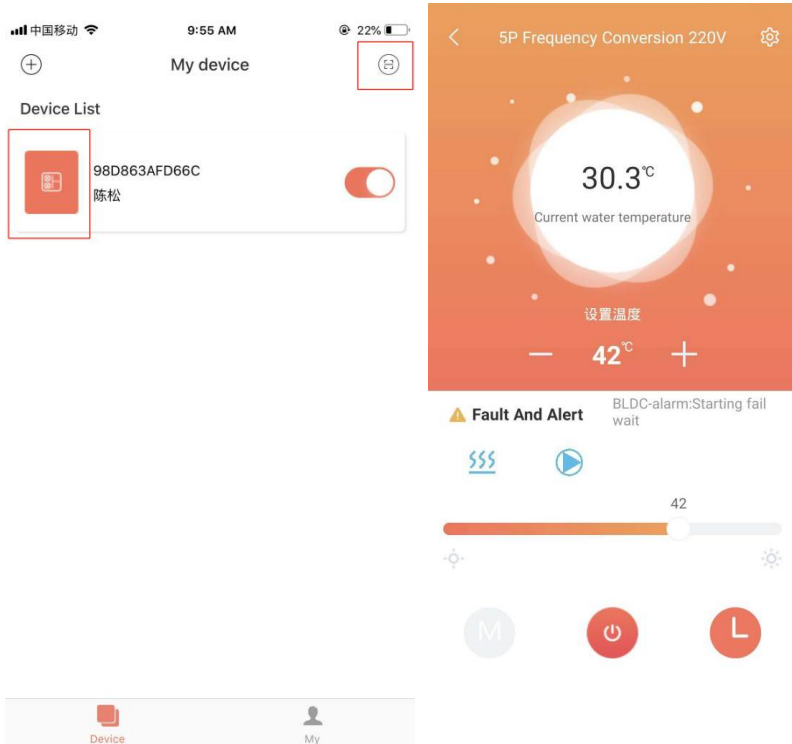 中国移动 9:55 AM 22%
My device
Device List
98D863AFD66C
陈松
Device My
5P Frequency Conversion 220V
30.3℃
Current water temperature
设置温度
42℃
Fault And Alert BLDC-alarm:Starting fail
wait
42
M